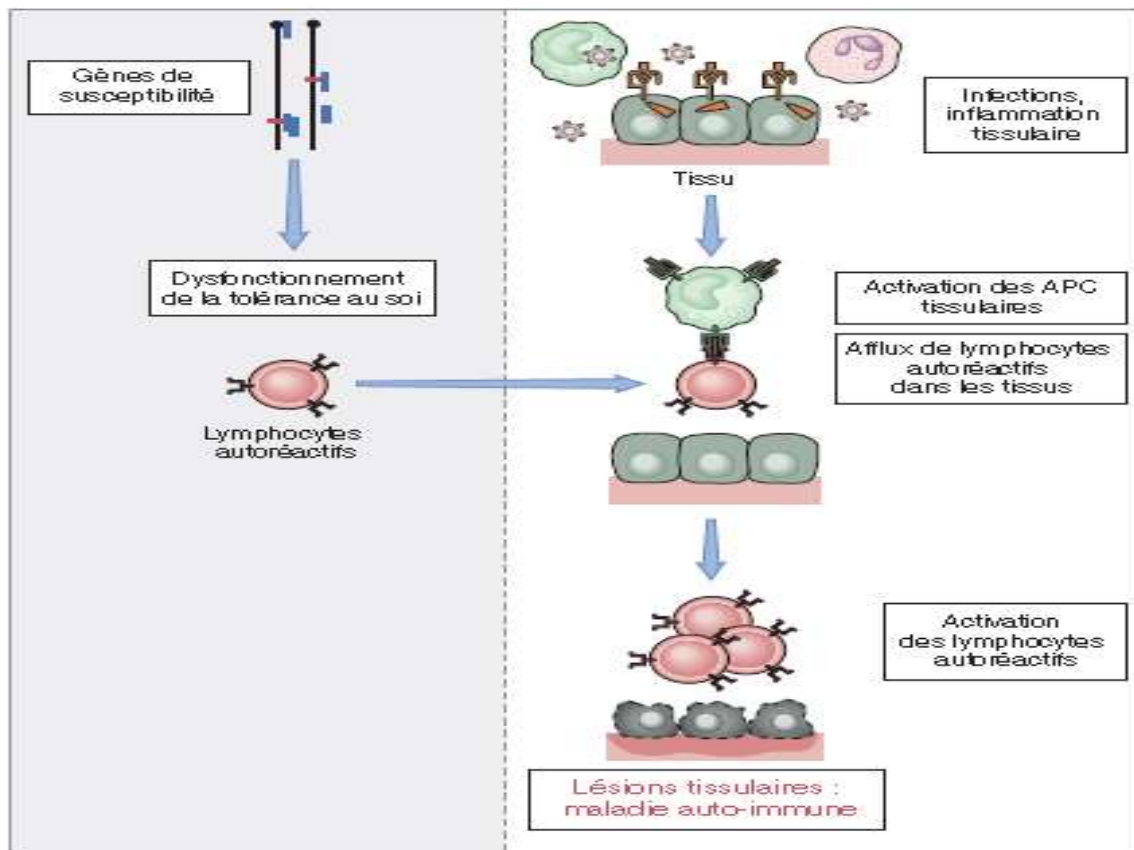 Gènes de
susceptibilité
Dysfonctionnement
de la tolérance au soi
Lymphocytes
autoréactifs
Infections,
inflammation
tissulaire
Tissu
Activation des APC
tissulaires
Afflux de lymphocytes
autoréactifs
dans les tissus
Activation
des lymphocytes
autoréactifs
Lésions tissulaires :
maladie auto-immune